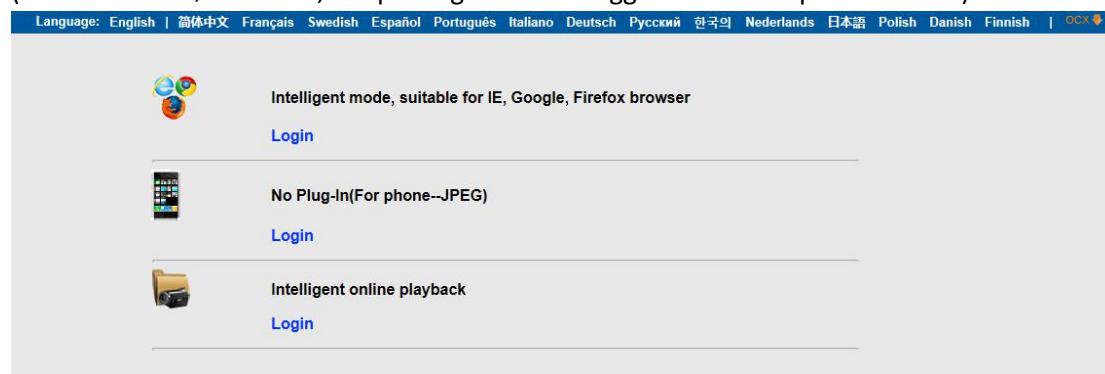 Language: English | 简体中文 Français Swedish Español Português Italiano Deutsch Русский 한국의 Nederlands 日本語 Polish Danish Finnish | OCX
Intelligent mode, suitable for IE, Google, Firefox browser
Login
No Plug-In(For phone--JPEG)
Login
Intelligent online playback
Login